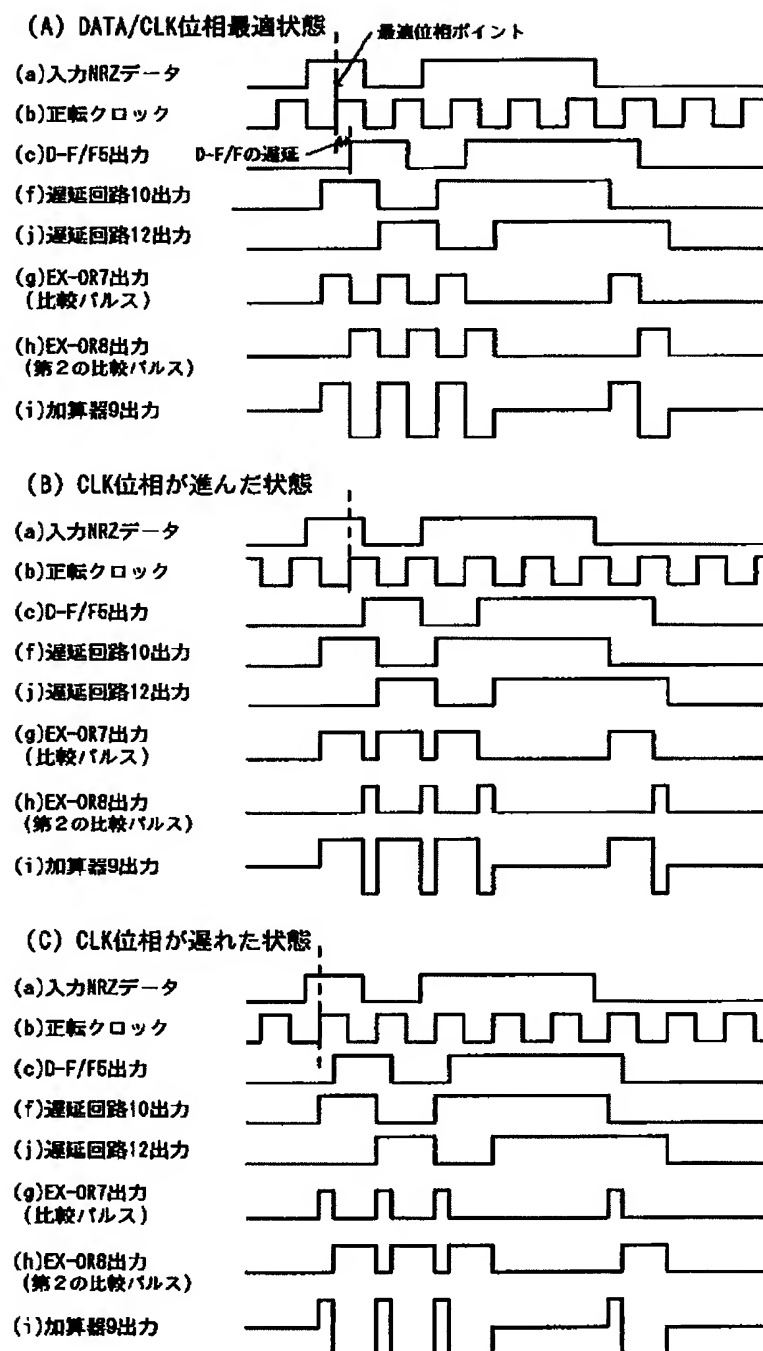 (A) DATA/CLK位相最適状態
最適位相ポイント
(a)入力NRZデータ
(b)正転クロック
(c)D-F/F5出力
D-F/Fの遅延
(f)遅延回路10出力
(j)遅延回路12出力
(g)EX-OR7出力
(比較パルス)
(h)EX-OR8出力
(第2の比較パルス)
(i)加算器9出力
(B) CLK位相が進んだ状態
(a)入力NRZデータ
(b)正転クロック
(c)D-F/F5出力
(f)遅延回路10出力
(j)遅延回路12出力
(g)EX-OR7出力
(比較パルス)
(h)EX-OR8出力
(第2の比較パルス)
(i)加算器9出力
(C) CLK位相が遅れた状態
(a)入力NRZデータ
(b)正転クロック
(c)D-F/F5出力
(f)遅延回路10出力
(j)遅延回路12出力
(g)EX-OR7出力
(比較パルス)
(h)EX-OR8出力
(第2の比較パルス)
(i)加算器9出力